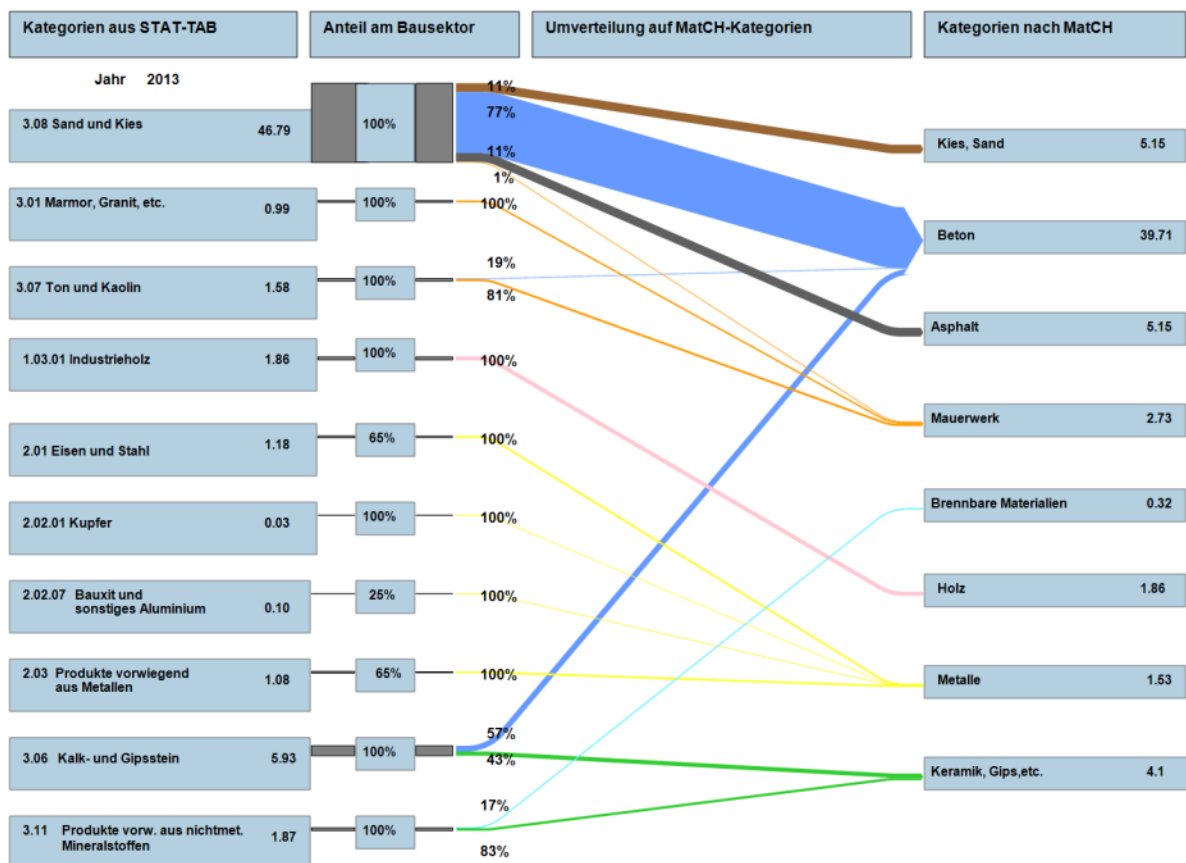 Kategorien aus STAT-TAB Anteil am Bausektor Umverteilung auf MatCH-Kategorien Kategorien nach MatCH
Jahr 2013
3.08 Sand und Kies 46.79 100% 11%
77%
11%
1%
Kies, Sand 5.15
3.01 Marmor, Granit, etc. 0.99 100% 100%
Beton 39.71
3.07 Ton und Kaolin 1.58 100% 19%
81%
Asphalt 5.15
1.03.01 Industrieholz 1.86 100% 100%
Mauerwerk 2.73
2.01 Eisen und Stahl 1.18 65% 100%
Brennbare Materialien 0.32
2.02.01 Kupfer 0.03 100% 100%
Holz 1.86
2.02.07 Bauxit und
sonstiges Aluminium 0.10 25% 100%
2.03 Produkte vorwiegend
aus Metallen 1.08 65% 100%
Metalle 1.53
3.06 Kalk- und Gipsstein 5.93 100% 57%
43%
Keramik, Gips,etc. 4.1
3.11 Produkte vorw. aus nichtmet.
Mineralstoffen 1.87 100% 17%
83%